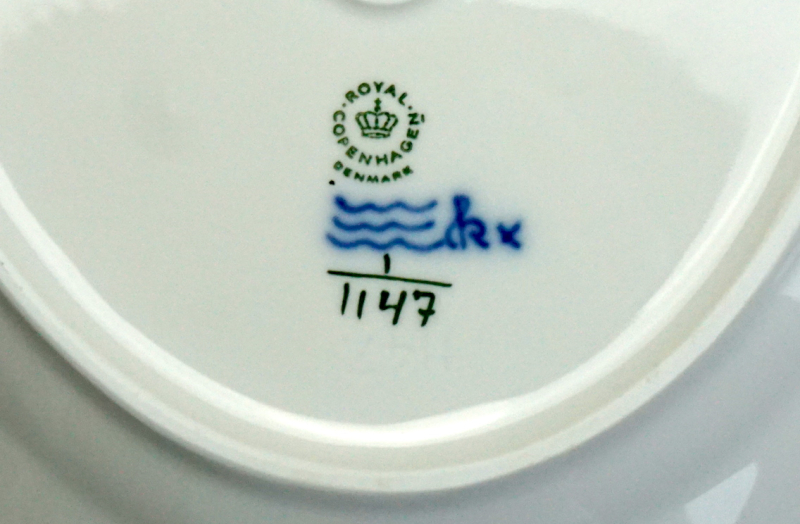 ROYAL
COPENHAGEN
DENMARK
1
1147